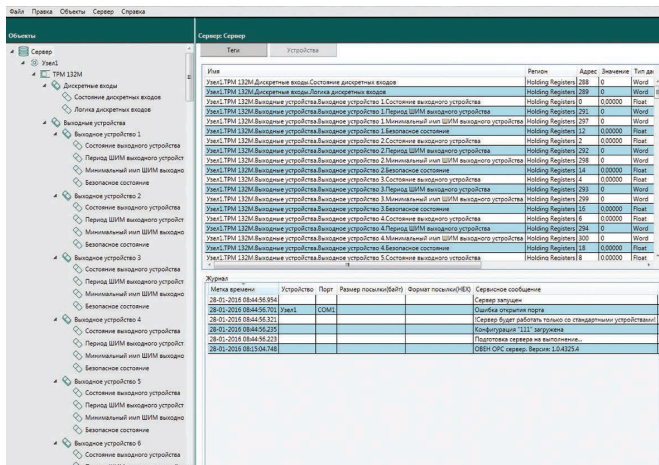 Файл Правка Объекты Сервер Справка
Объекты
Сервер
Узел1
ТРМ 132М
Дискретные входы
Состояние дискретных входов
Логика дискретных входов
Выходные устройства
Выходное устройство 1
Состояние выходного устройства
Период ШИМ выходного устройст
Минимальный имп ШИМ выходно
Безопасное состояние
Выходное устройство 2
Состояние выходного устройства
Период ШИМ выходного устройст
Минимальный имп ШИМ выходно
Безопасное состояние
Выходное устройство 3
Состояние выходного устройства
Период ШИМ выходного устройст
Минимальный имп ШИМ выходно
Безопасное состояние
Выходное устройство 4
Состояние выходного устройства
Период ШИМ выходного устройст
Минимальный имп ШИМ выходно
Безопасное состояние
Выходное устройство 5
Состояние выходного устройства
Период ШИМ выходного устройст
Минимальный имп ШИМ выходно
Безопасное состояние
Выходное устройство 6
Состояние выходного устройства
Сервер: Сервер
Теги Устройства
Имя Регион Адрес Значение Тип да
Узел1.ТРМ 132М.Дискретные входы.Состояние дискретных входов Holding Registers 288 0 Word
Узел1.ТРМ 132М.Дискретные входы.Логика дискретных входов Holding Registers 289 0 Word
Узел1.ТРМ 132М.Выходные устройства.Выходное устройство 1.Состояние выходного устройства Holding Registers 0 0,00000 Float
Узел1.ТРМ 132М.Выходные устройства.Выходное устройство 1.Период ШИМ выходного устройства Holding Registers 291 0 Word
Узел1.ТРМ 132М.Выходные устройства.Выходное устройство 1.Минимальный имп ШИМ выходного устройства Holding Registers 297 0 Word
Узел1.ТРМ 132М.Выходные устройства.Выходное устройство 1.Безопасное состояние Holding Registers 12 0,00000 Float
Узел1.ТРМ 132М.Выходные устройства.Выходное устройство 2.Состояние выходного устройства Holding Registers 2 0,00000 Float
Узел1.ТРМ 132М.Выходные устройства.Выходное устройство 2.Период ШИМ выходного устройства Holding Registers 292 0 Word
Узел1.ТРМ 132М.Выходные устройства.Выходное устройство 2.Минимальный имп ШИМ выходного устройства Holding Registers 298 0 Word
Узел1.ТРМ 132М.Выходные устройства.Выходное устройство 2.Безопасное состояние Holding Registers 14 0,00000 Float
Узел1.ТРМ 132М.Выходные устройства.Выходное устройство 3.Состояние выходного устройства Holding Registers 4 0,00000 Float
Узел1.ТРМ 132М.Выходные устройства.Выходное устройство 3.Период ШИМ выходного устройства Holding Registers 293 0 Word
Узел1.ТРМ 132М.Выходные устройства.Выходное устройство 3.Минимальный имп ШИМ выходного устройства Holding Registers 299 0 Word
Узел1.ТРМ 132М.Выходные устройства.Выходное устройство 3.Безопасное состояние Holding Registers 16 0,00000 Float
Узел1.ТРМ 132М.Выходные устройства.Выходное устройство 4.Состояние выходного устройства Holding Registers 6 0,00000 Float
Узел1.ТРМ 132М.Выходные устройства.Выходное устройство 4.Период ШИМ выходного устройства Holding Registers 294 0 Word
Узел1.ТРМ 132М.Выходные устройства.Выходное устройство 4.Минимальный имп ШИМ выходного устройства Holding Registers 300 0 Word
Узел1.ТРМ 132М.Выходные устройства.Выходное устройство 4.Безопасное состояние Holding Registers 18 0,00000 Float
Узел1.ТРМ 132М.Выходные устройства.Выходное устройство 5.Состояние выходного устройства Holding Registers 8 0,00000 Float
Журнал
Метка времени Устройство Порт Размер посылки(байт) Формат посылки(HEX) Сервисное сообщение
28-01-2016 08:44:56.954 Сервер запущен
28-01-2016 08:44:56.701 Узел1 COM1 Ошибка открытия порта
28-01-2016 08:44:56.321 !Сервер будет работать только со стандартными устройствами!
28-01-2016 08:44:56.235 Конфигурация "111" загружена
28-01-2016 08:44:56.223 Подготовка сервера на выполнение...
28-01-2016 08:15:04.748 ОВЕН OPC сервер. Версия: 1.0.4325.4